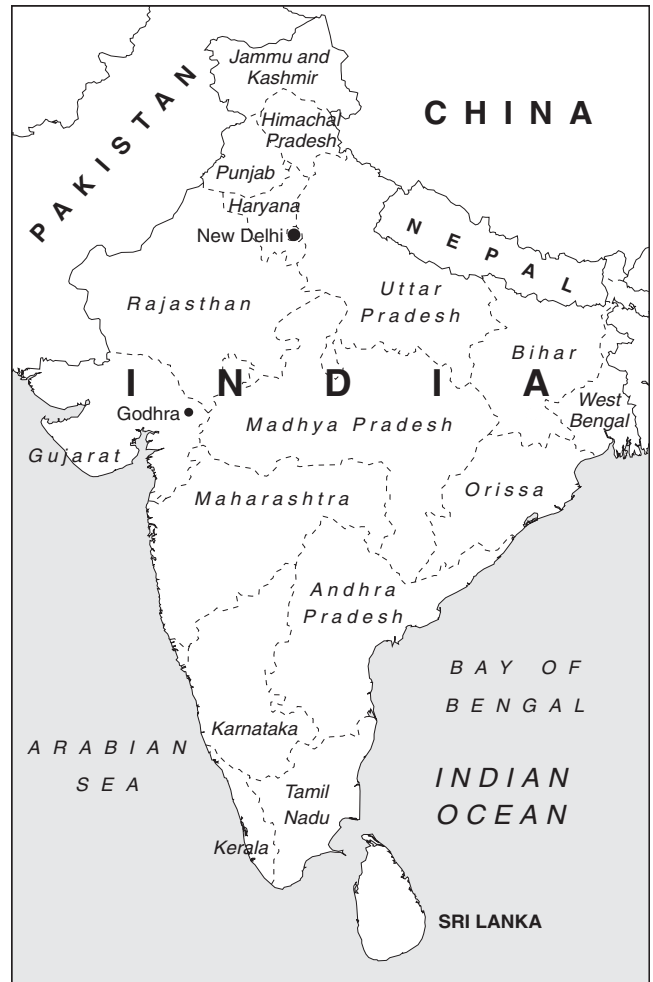 Jammu and
Kashmir
PAKISTAN
CHINA
Himachal
Pradesh
Punjab
Haryana
New Delhi
NEPAL
Rajasthan
Uttar
Pradesh
Bihar
INDIA
West
Bengal
Godhra
Madhya Pradesh
Gujarat
Maharashtra
Orissa
Andhra
Pradesh
BAY OF
BENGAL
Karnataka
ARABIAN
SEA
INDIAN
OCEAN
Tamil
Nadu
Kerala
SRI LANKA